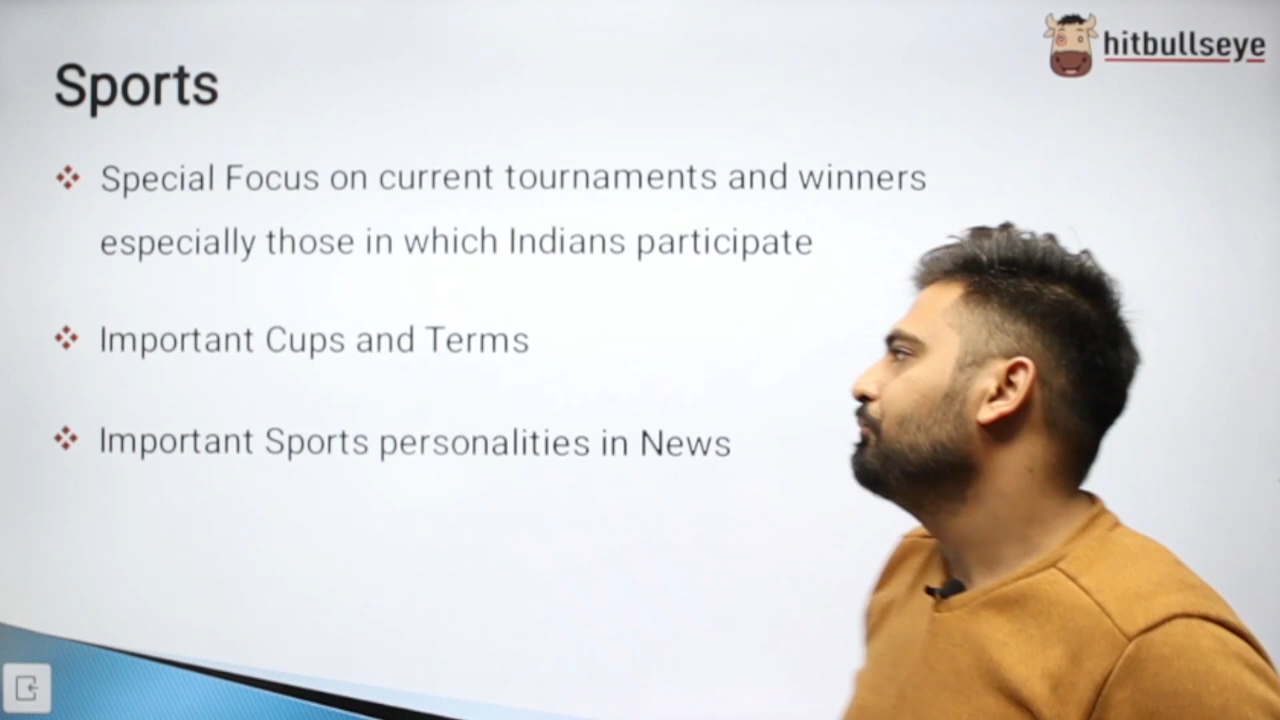 hitbullseye
Sports
Special Focus on current tournaments and winners
especially those in which Indians participate
Important Cups and Terms
Important Sports personalities in News